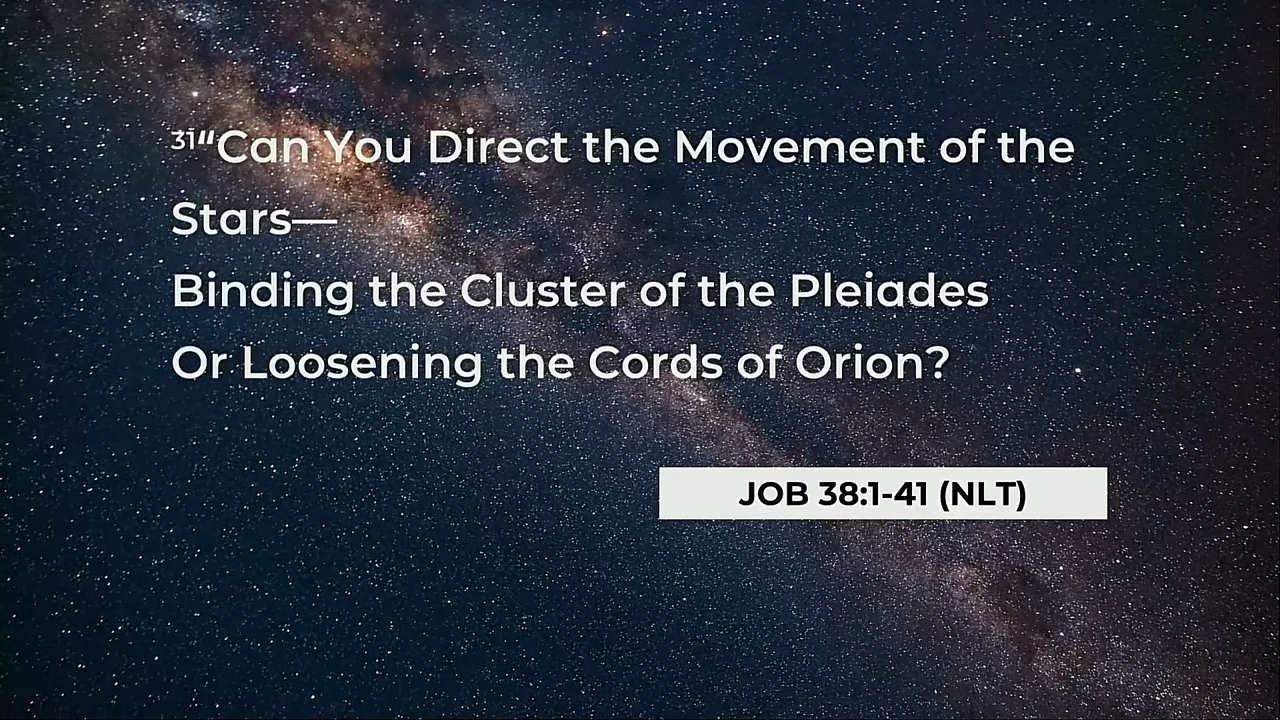 31“Can You Direct the Movement of the
Stars—
Binding the Cluster of the Pleiades
Or Loosening the Cords of Orion?
JOB 38:1-41 (NLT)